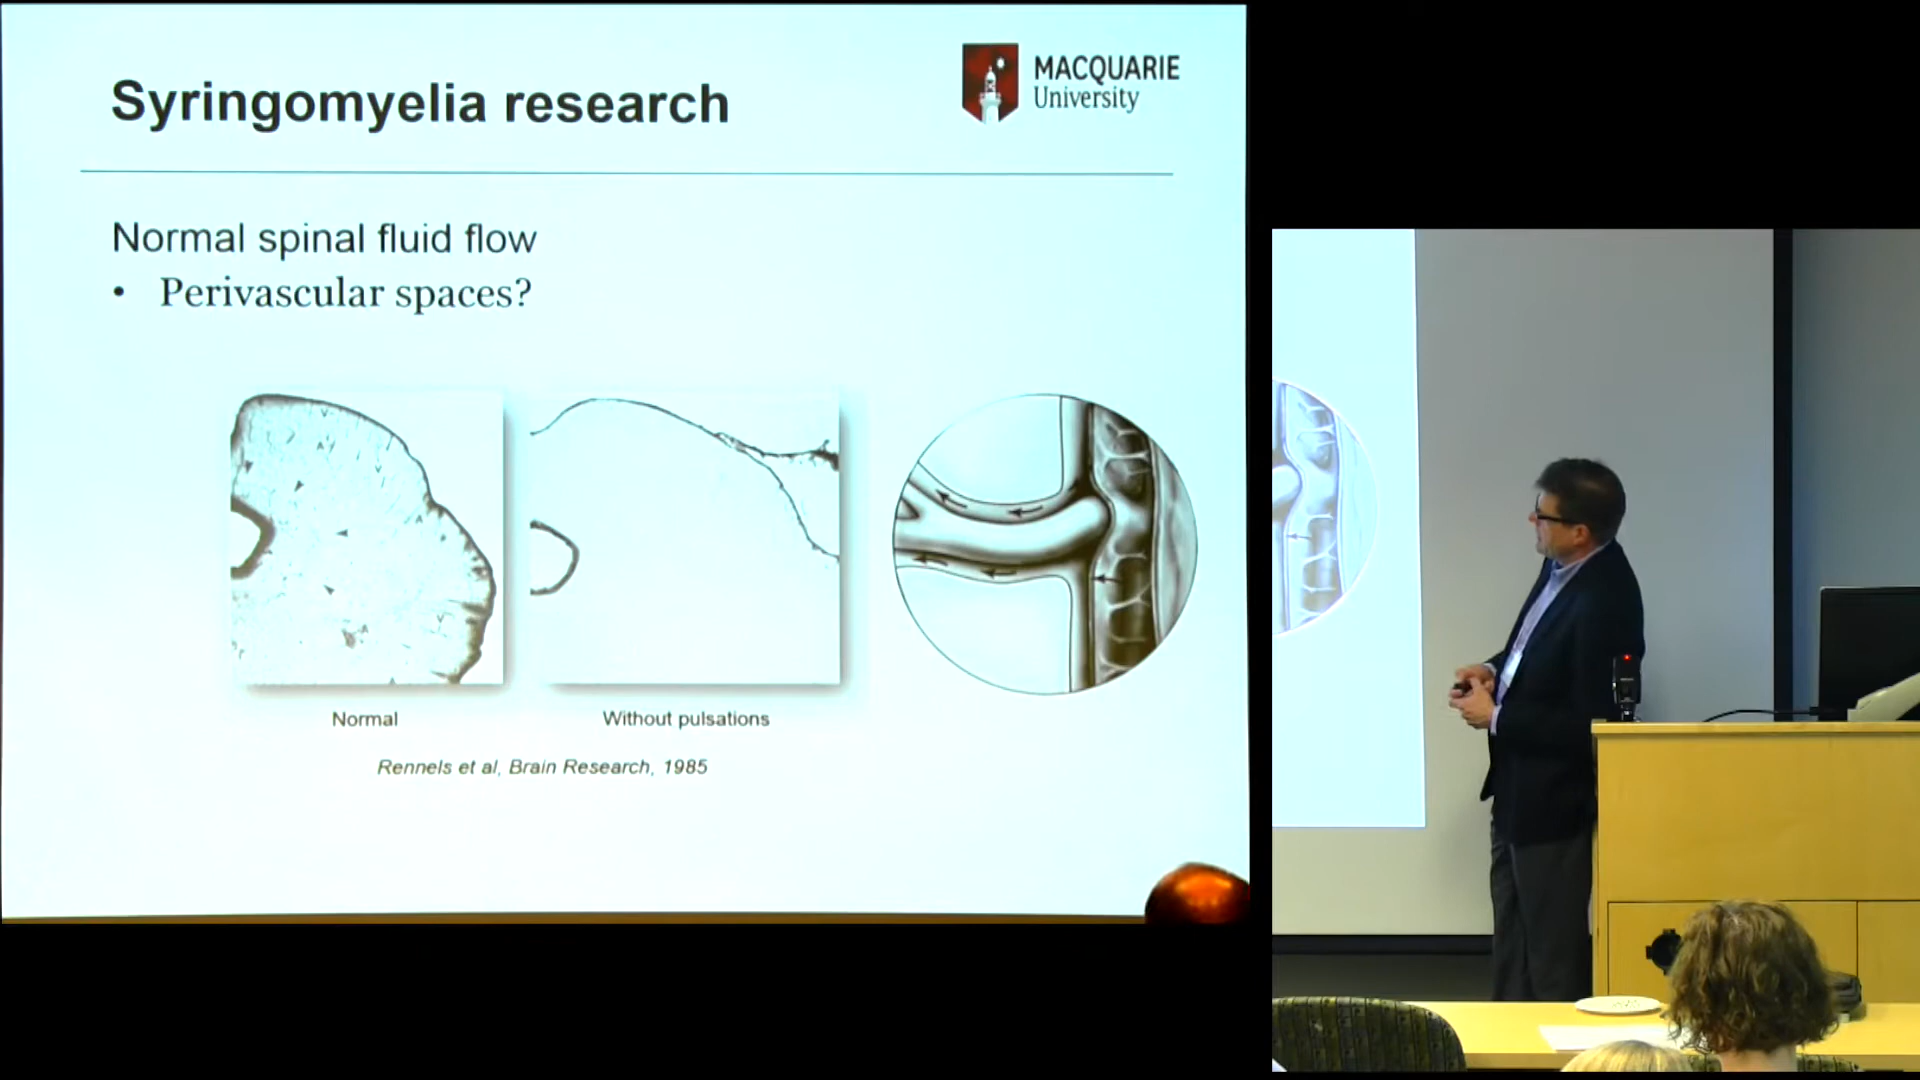 Syringomyelia research
MACQUARIE
University
Normal spinal fluid flow
• Perivascular spaces?
Normal
Without pulsations
Rennels et al, Brain Research, 1985